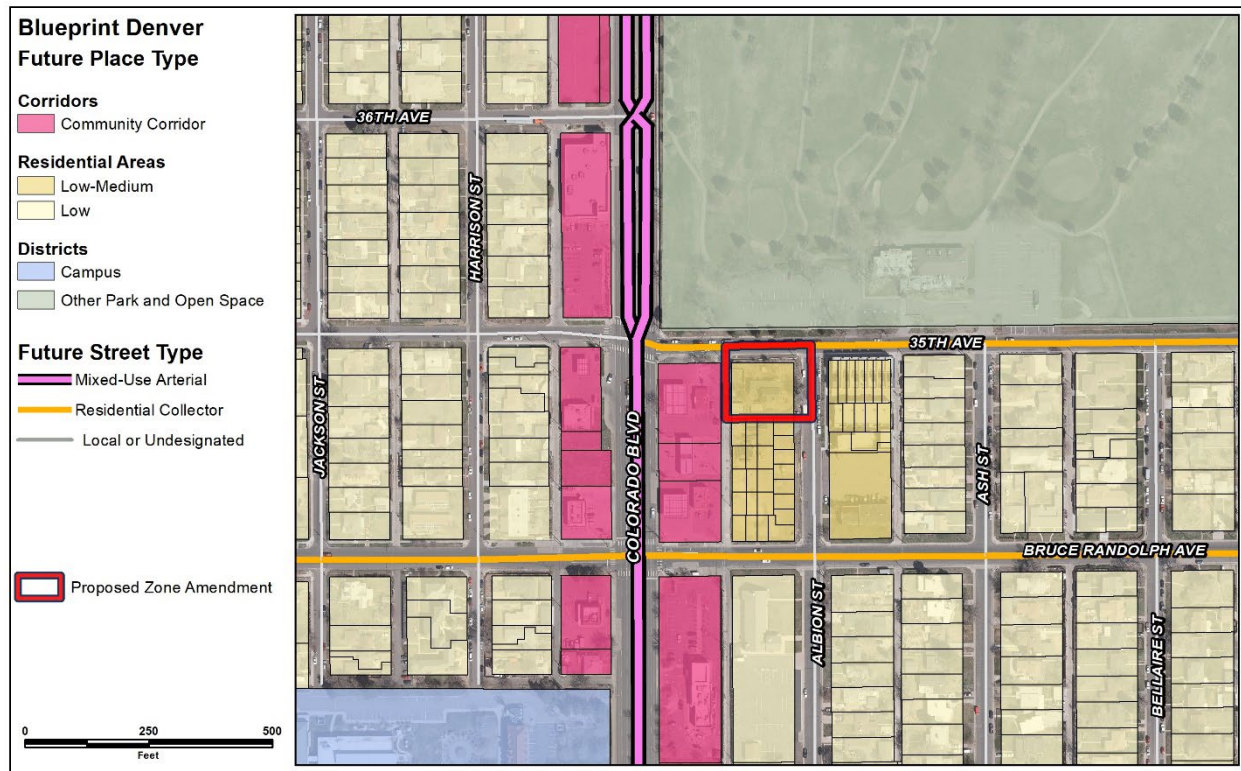 Blueprint Denver
Future Place Type
Corridors
Community Corridor
Residential Areas
Low-Medium
Low
Districts
Campus
Other Park and Open Space
Future Street Type
Mixed-Use Arterial
Residential Collector
Local or Undesignated
Proposed Zone Amendment
0 250 500
Feet
36TH AVE
HARRISON ST
35TH AVE
JACKSON ST
COLORADO BLVD
ASH ST
BRUCE RANDOLPH AVE
ALBION ST
BELLAIRE ST